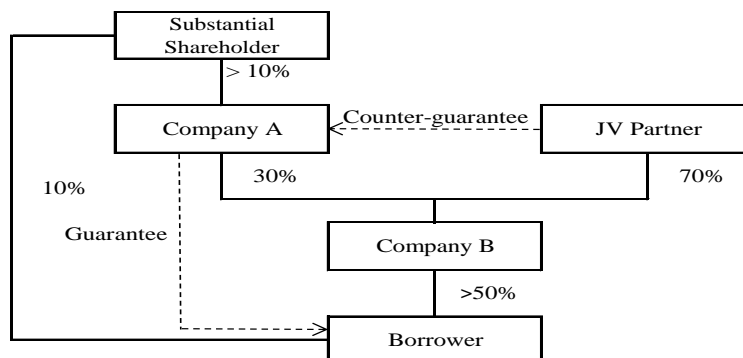 Substantial
Shareholder
> 10%
Counter-guarantee
Company A
JV Partner
30%
70%
10%
Guarantee
Company B
>50%
Borrower